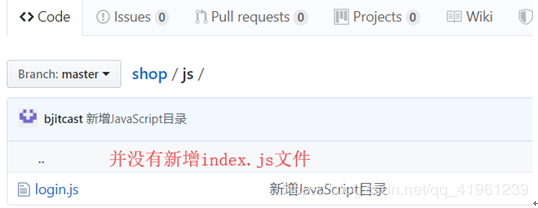 Code Issues 0 Pull requests 0 Projects 0 Wiki
Branch: master shop / js /
bjitcast 新增JavaScript目录
.. 并没有新增index.js文件
login.js 新增JavaScript目录